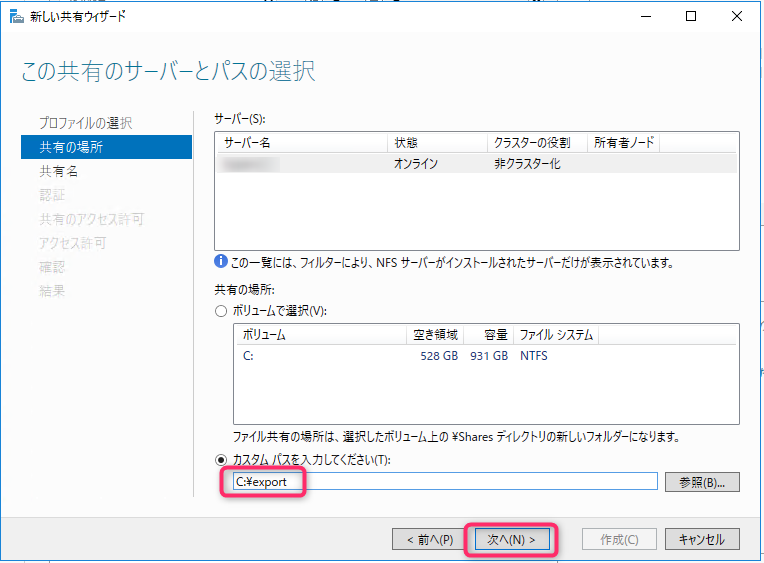 新しい共有ウィザード
この共有のサーバーとパスの選択
プロファイルの選択
共有の場所
共有名
認証
共有のアクセス許可
アクセス許可
確認
結果
サーバー(S):
サーバー名 状態 クラスターの役割 所有者ノード
オンライン 非クラスター化
この一覧には、フィルターにより、NFS サーバーがインストールされたサーバーだけが表示されています。
共有の場所:
ボリュームで選択(V):
ボリューム 空き領域 容量 ファイル システム
C: 528 GB 931 GB NTFS
ファイル共有の場所は、選択したボリューム上の ¥Shares ディレクトリの新しいフォルダーになります。
カスタム パスを入力してください(T):
C:¥export 参照(B)...
< 前へ(P) 次へ(N) > 作成(C) キャンセル